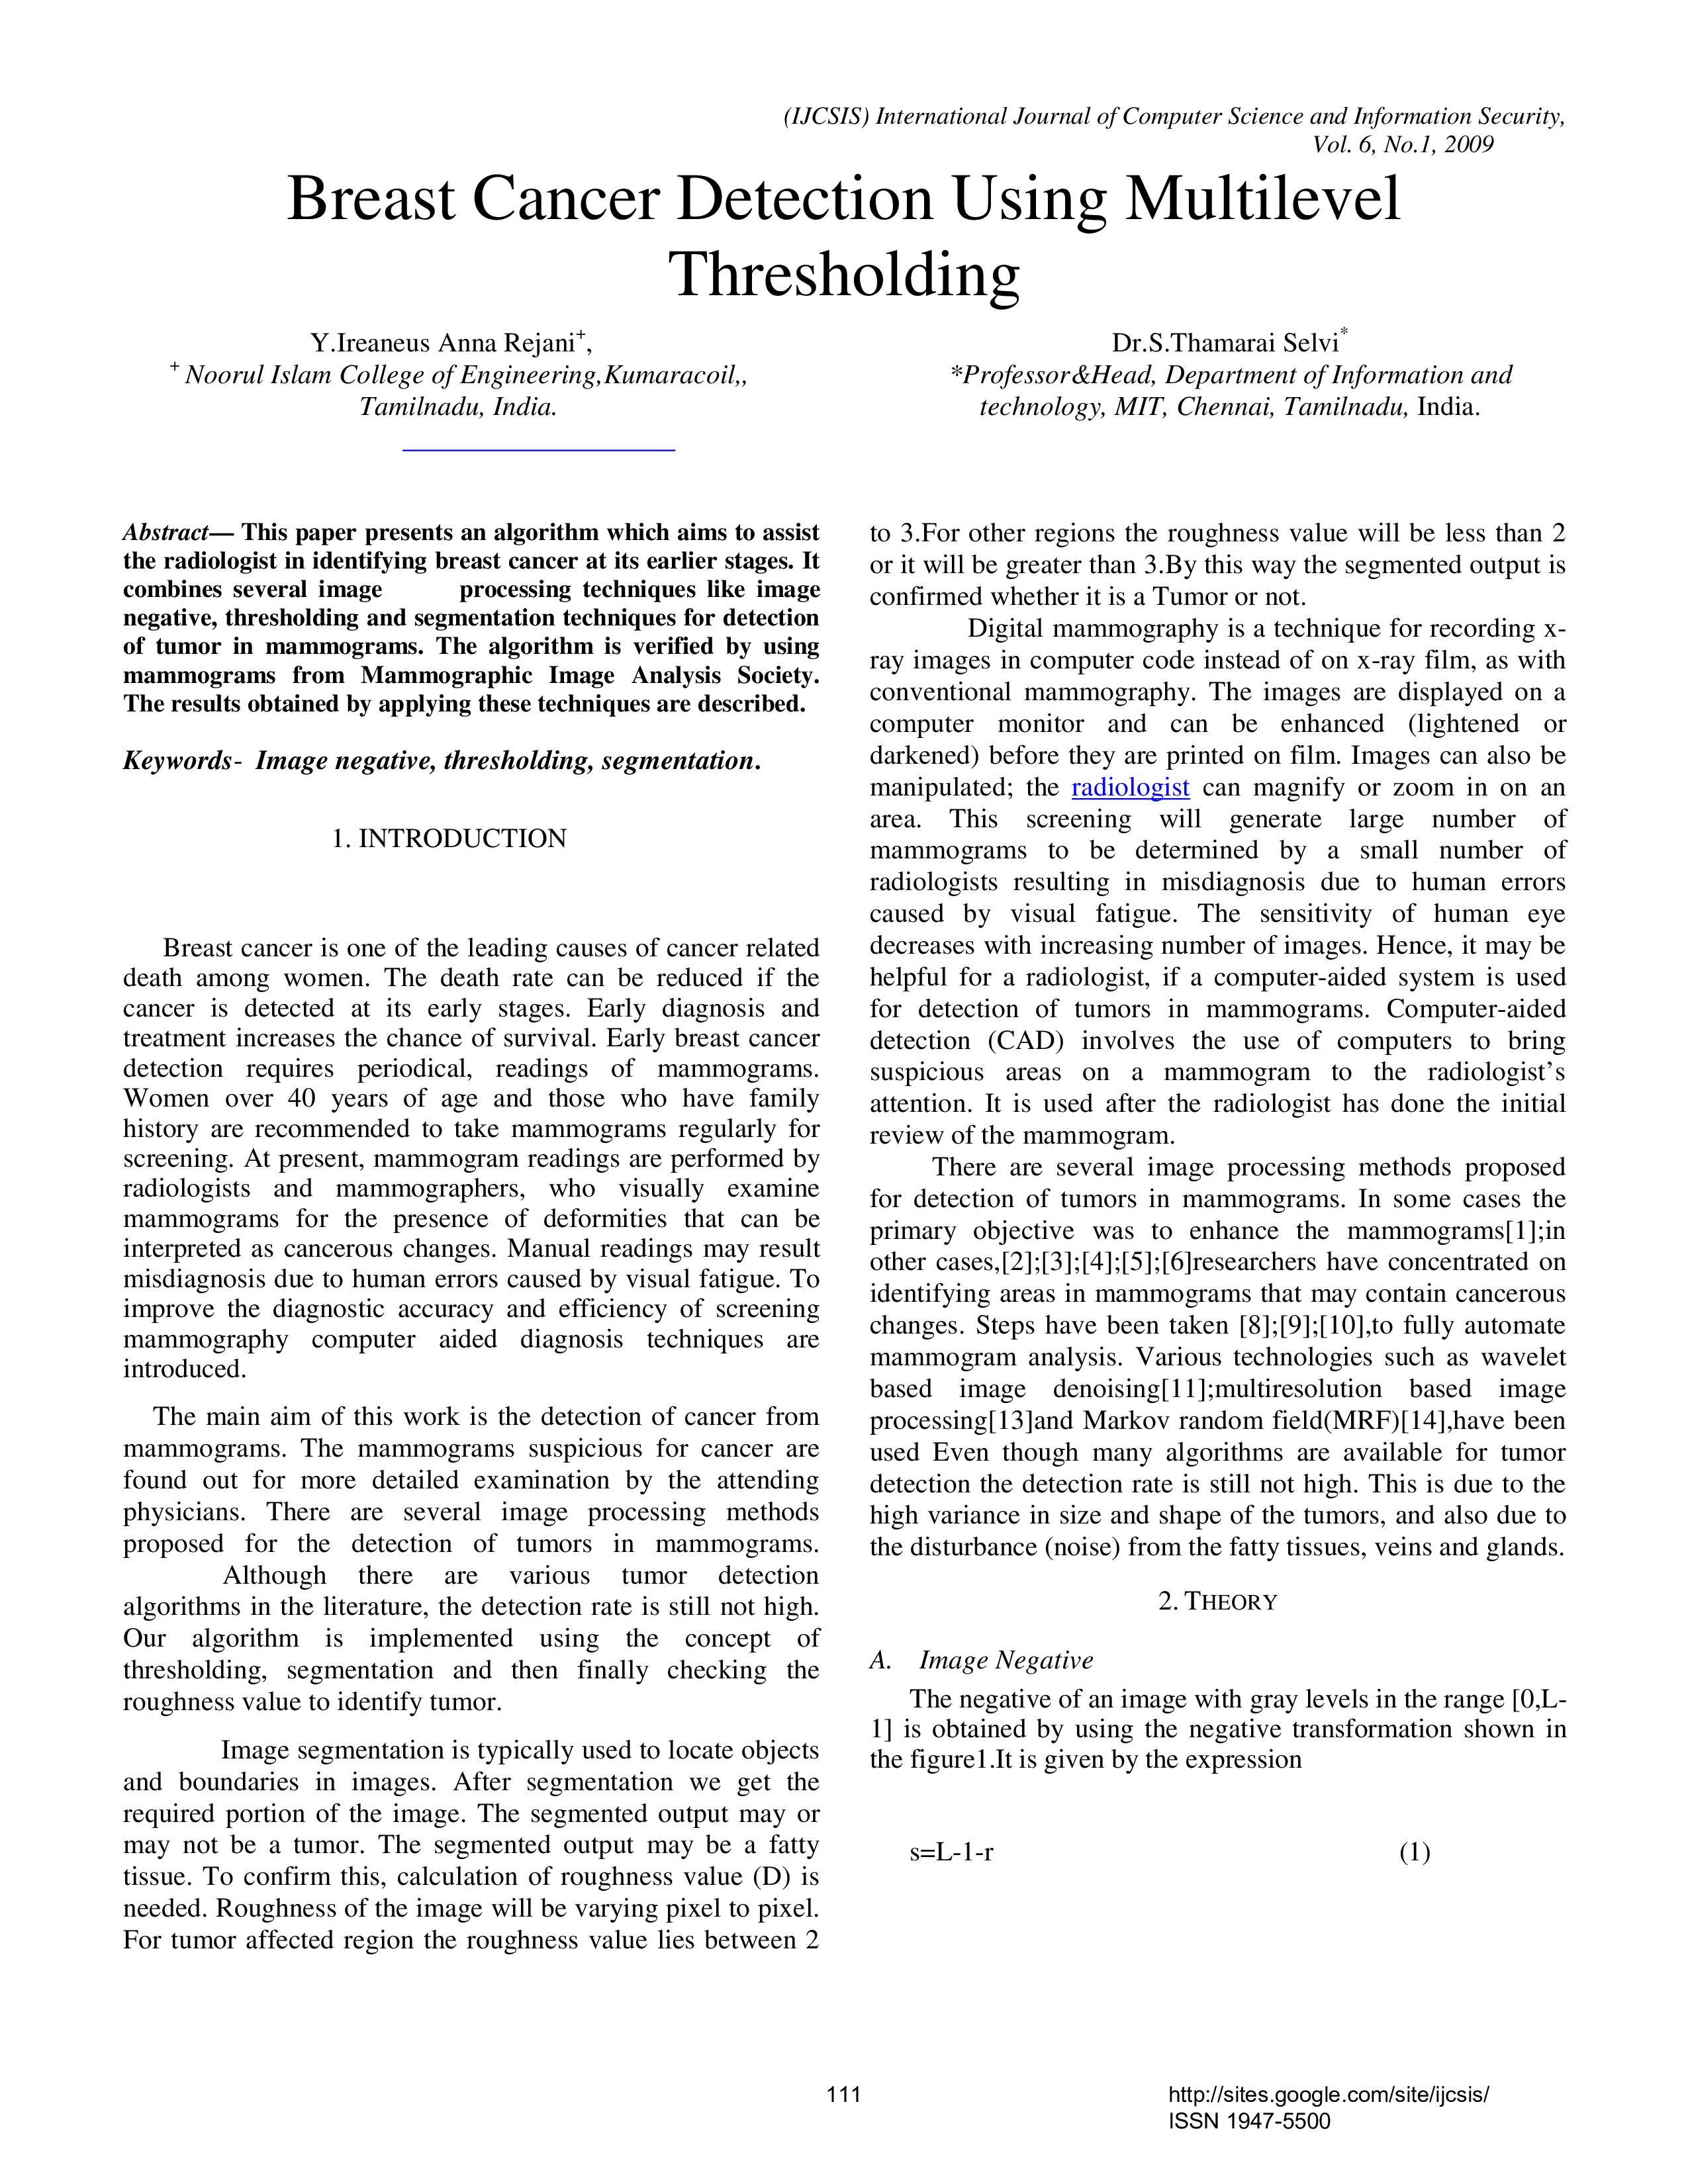 (IJCSIS) International Journal of Computer Science and Information Security,
Vol. 6, No.1, 2009
Breast Cancer Detection Using Multilevel
Thresholding
Y.Ireaneus Anna Rejani+,
+ Noorul Islam College of Engineering,Kumaracoil,,
Tamilnadu, India.
Dr.S.Thamarai Selvi*
*Professor&Head, Department of Information and
technology, MIT, Chennai, Tamilnadu, India.
Abstract— This paper presents an algorithm which aims to assist
the radiologist in identifying breast cancer at its earlier stages. It
combines several image processing techniques like image
negative, thresholding and segmentation techniques for detection
of tumor in mammograms. The algorithm is verified by using
mammograms from Mammographic Image Analysis Society.
The results obtained by applying these techniques are described.
Keywords- Image negative, thresholding, segmentation.
1. INTRODUCTION
Breast cancer is one of the leading causes of cancer related
death among women. The death rate can be reduced if the
cancer is detected at its early stages. Early diagnosis and
treatment increases the chance of survival. Early breast cancer
detection requires periodical, readings of mammograms.
Women over 40 years of age and those who have family
history are recommended to take mammograms regularly for
screening. At present, mammogram readings are performed by
radiologists and mammographers, who visually examine
mammograms for the presence of deformities that can be
interpreted as cancerous changes. Manual readings may result
misdiagnosis due to human errors caused by visual fatigue. To
improve the diagnostic accuracy and efficiency of screening
mammography computer aided diagnosis techniques are
introduced.
The main aim of this work is the detection of cancer from
mammograms. The mammograms suspicious for cancer are
found out for more detailed examination by the attending
physicians. There are several image processing methods
proposed for the detection of tumors in mammograms.
Although there are various tumor detection
algorithms in the literature, the detection rate is still not high.
Our algorithm is implemented using the concept of
thresholding, segmentation and then finally checking the
roughness value to identify tumor.
Image segmentation is typically used to locate objects
and boundaries in images. After segmentation we get the
required portion of the image. The segmented output may or
may not be a tumor. The segmented output may be a fatty
tissue. To confirm this, calculation of roughness value (D) is
needed. Roughness of the image will be varying pixel to pixel.
For tumor affected region the roughness value lies between 2
to 3.For other regions the roughness value will be less than 2
or it will be greater than 3.By this way the segmented output is
confirmed whether it is a Tumor or not.
Digital mammography is a technique for recording x-
ray images in computer code instead of on x-ray film, as with
conventional mammography. The images are displayed on a
computer monitor and can be enhanced (lightened or
darkened) before they are printed on film. Images can also be
manipulated; the radiologist can magnify or zoom in on an
area. This screening will generate large number of
mammograms to be determined by a small number of
radiologists resulting in misdiagnosis due to human errors
caused by visual fatigue. The sensitivity of human eye
decreases with increasing number of images. Hence, it may be
helpful for a radiologist, if a computer-aided system is used
for detection of tumors in mammograms. Computer-aided
detection (CAD) involves the use of computers to bring
suspicious areas on a mammogram to the radiologist's
attention. It is used after the radiologist has done the initial
review of the mammogram.
There are several image processing methods proposed
for detection of tumors in mammograms. In some cases the
primary objective was to enhance the mammograms[1];in
other cases,[2];[3];[4];[5];[6]researchers have concentrated on
identifying areas in mammograms that may contain cancerous
changes. Steps have been taken [8];[9];[10],to fully automate
mammogram analysis. Various technologies such as wavelet
based image denoising[11];multiresolution based image
processing[13]and Markov random field(MRF)[14],have been
used Even though many algorithms are available for tumor
detection the detection rate is still not high. This is due to the
high variance in size and shape of the tumors, and also due to
the disturbance (noise) from the fatty tissues, veins and glands.
2. THEORY
A. Image Negative
The negative of an image with gray levels in the range [0,L-
1] is obtained by using the negative transformation shown in
the figure1.It is given by the expression
s=L-1-r (1)
111
http://sites.google.com/site/ijcsis/
ISSN 1947-5500